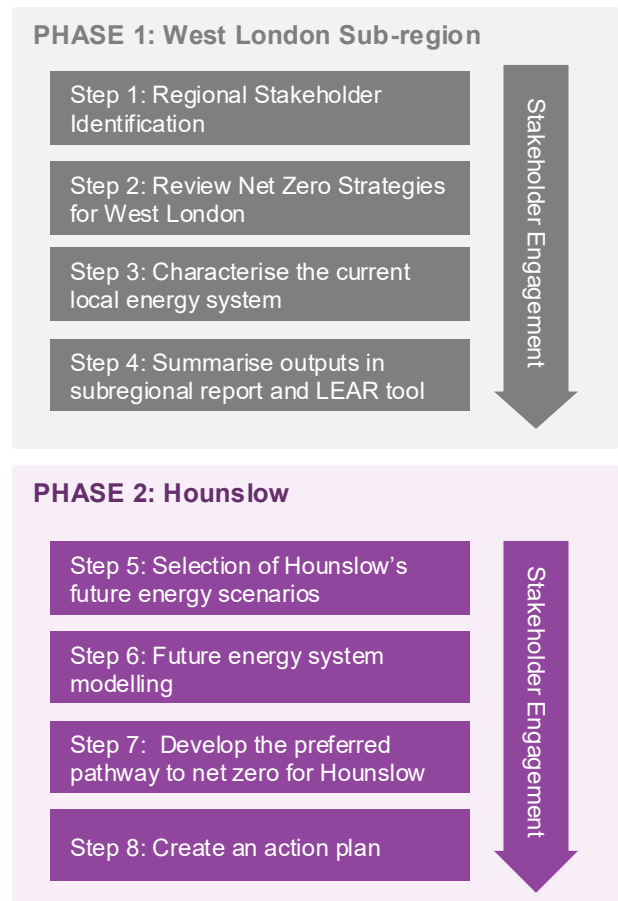 PHASE 1: West London Sub-region
Step 1: Regional Stakeholder
Identification
Step 2: Review Net Zero Strategies
for West London
Step 3: Characterise the current
local energy system
Step 4: Summarise outputs in
subregional report and LEAR tool
Stakeholder Engagement
PHASE 2: Hounslow
Step 5: Selection of Hounslow’s
future energy scenarios
Step 6: Future energy system
modelling
Step 7:  Develop the preferred
pathway to net zero for Hounslow
Step 8: Create an action plan
Stakeholder Engagement